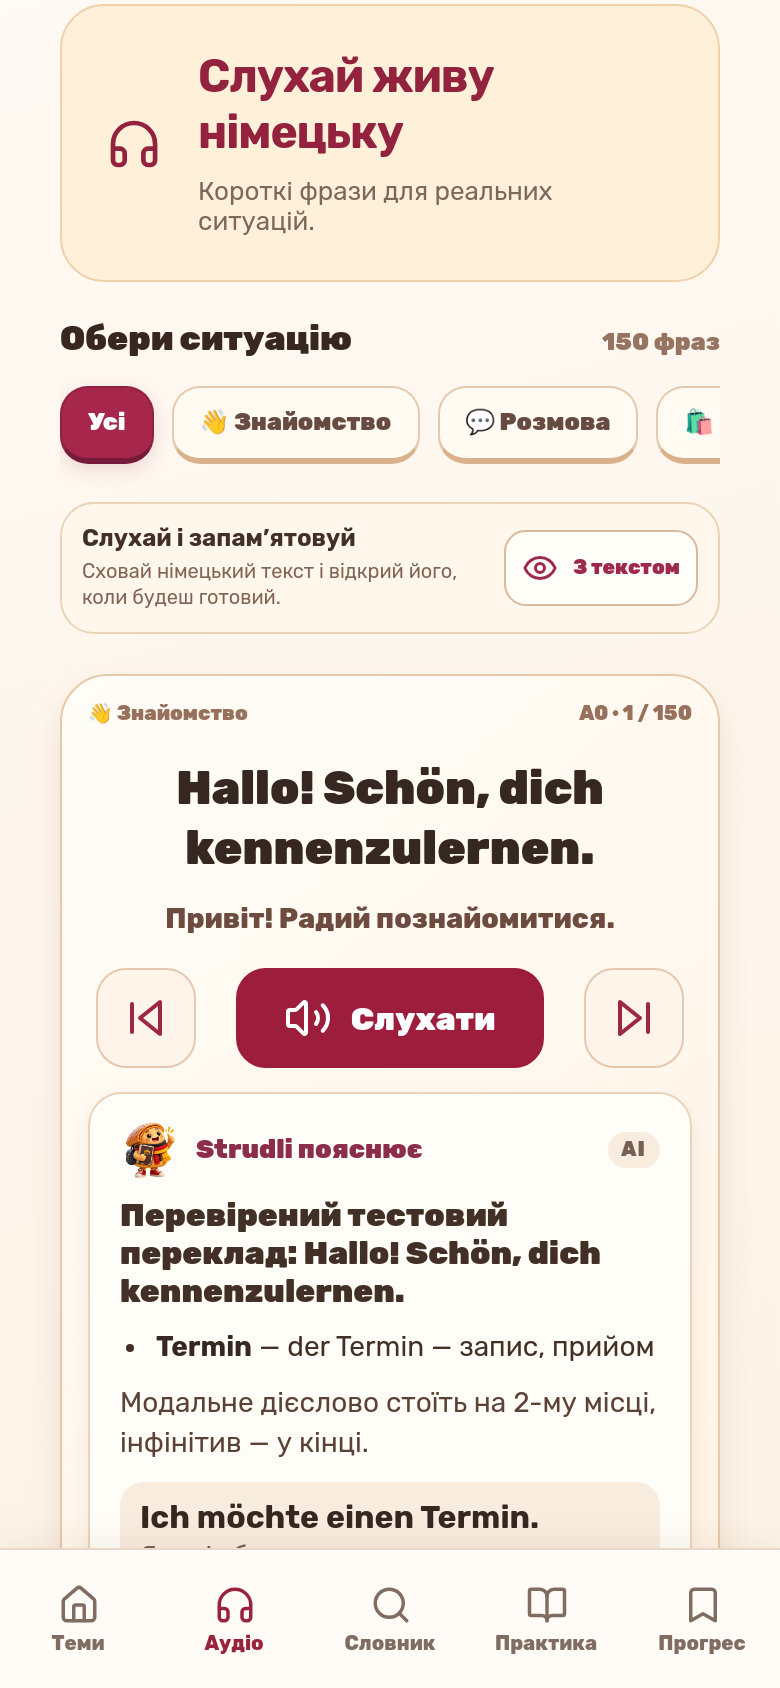 Слухай живу
німецьку
Короткі фрази для реальних
ситуацій.
Обери ситуацію
150 фраз
Усі
👋 Знайомство
💬 Розмова
🛍️
Слухай і запам’ятовуй
Сховай німецький текст і відкрий його,
коли будеш готовий.
З текстом
👋 Знайомство
A0 · 1 / 150
Hallo! Schön, dich
kennenzulernen.
Привіт! Радий познайомитися.
Слухати
Strudli пояснює
AI
Перевірений тестовий
переклад: Hallo! Schön, dich
kennenzulernen.
• Termin — der Termin — запис, прийом
Модальне дієслово стоїть на 2-му місці,
інфінітив — у кінці.
Ich möchte einen Termin.
Теми
Аудіо
Словник
Практика
Прогрес